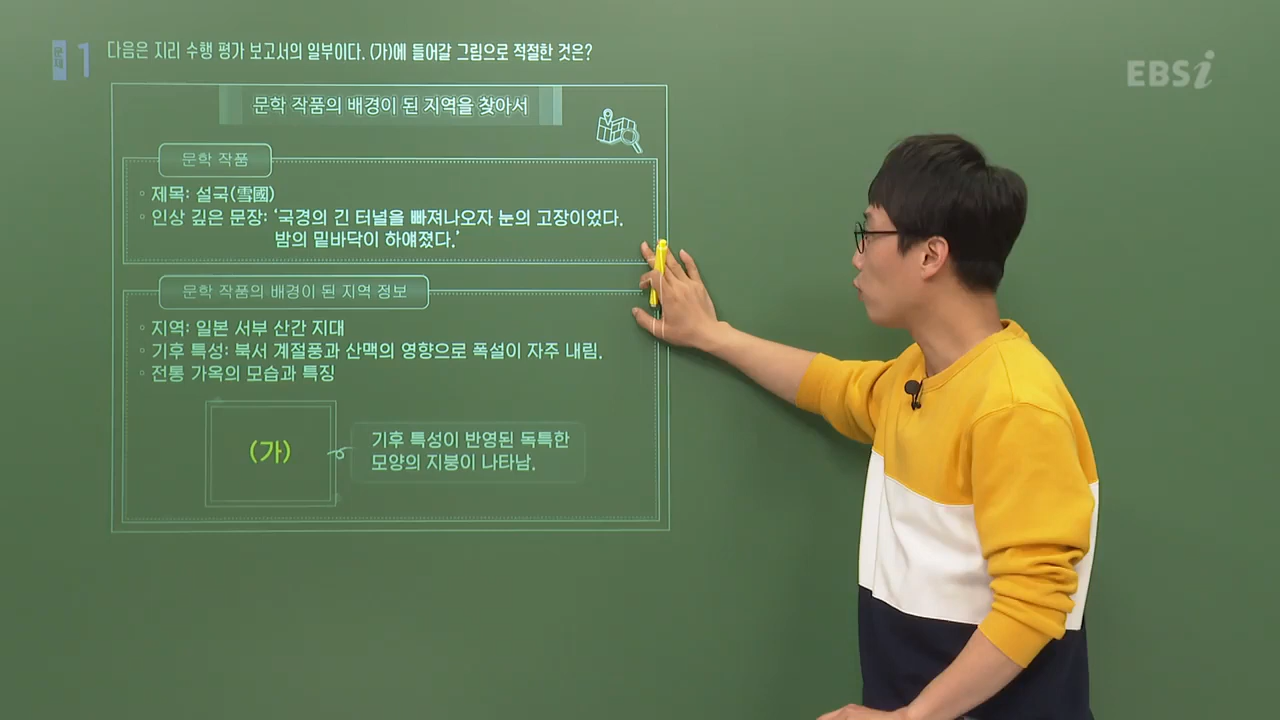 문제 1 다음은 지리 수행 평가 보고서의 일부이다. (가)에 들어갈 그림으로 적절한 것은?
EBSi
문학 작품의 배경이 된 지역을 찾아서
문학 작품
◦ 제목: 설국(雪國)
◦ 인상 깊은 문장: ‘국경의 긴 터널을 빠져나오자 눈의 고장이었다.
밤의 밑바닥이 하얘졌다.’
문학 작품의 배경이 된 지역 정보
◦ 지역: 일본 서부 산간 지대
◦ 기후 특성: 북서 계절풍과 산맥의 영향으로 폭설이 자주 내림.
◦ 전통 가옥의 모습과 특징
(가)
기후 특성이 반영된 독특한
모양의 지붕이 나타남.